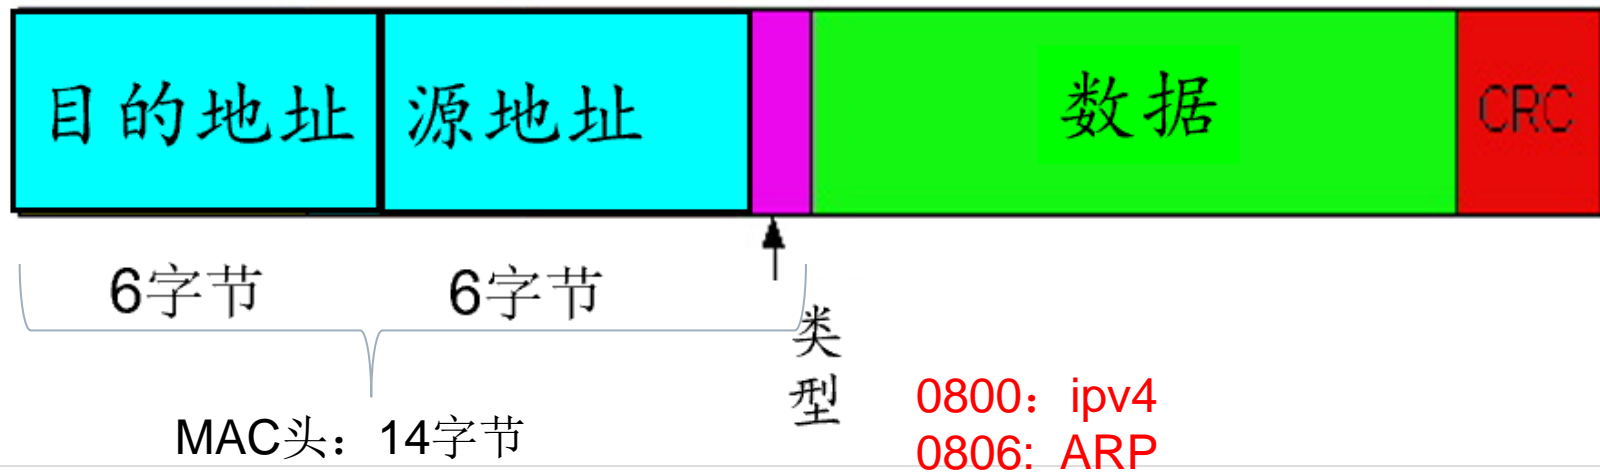 目的地址 源地址 数据 CRC
6字节 6字节
类型
MAC头：14字节
0800：ipv4
0806: ARP